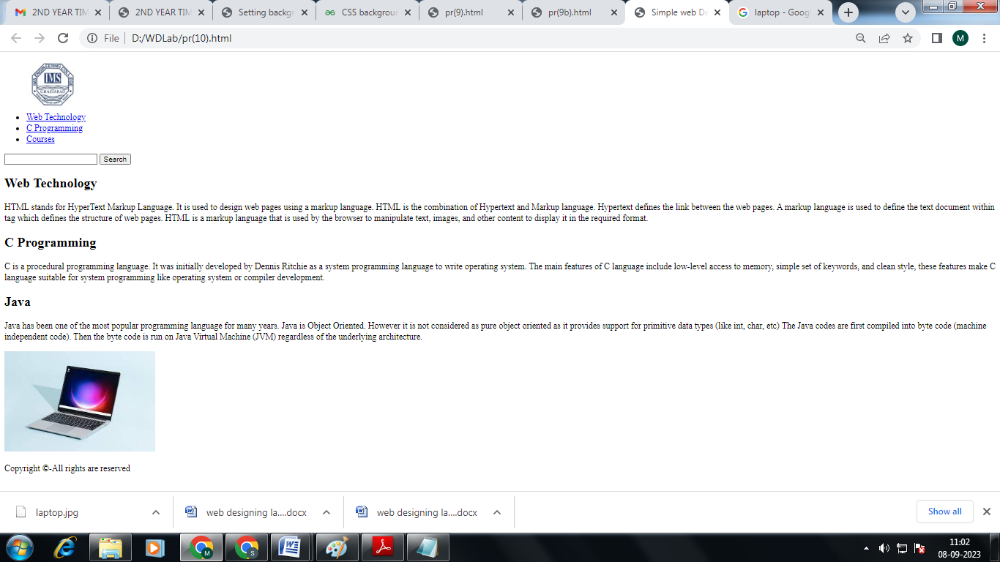 2ND YEAR TIM
2ND YEAR TIM
Setting backgr
CSS backgroun
pr(9).html
pr(9b).html
Simple web De
laptop - Goog
File
D:/WDLab/pr(10).html
M
IMS ENGINEERING COLLEGE
IMS
GHAZIABAD
Web Technology
C Programming
Courses
Search
Web Technology
HTML stands for HyperText Markup Language. It is used to design web pages using a markup language. HTML is the combination of Hypertext and Markup language. Hypertext defines the link between the web pages. A markup language is used to define the text document within
tag which defines the structure of web pages. HTML is a markup language that is used by the browser to manipulate text, images, and other content to display it in the required format.
C Programming
C is a procedural programming language. It was initially developed by Dennis Ritchie as a system programming language to write operating system. The main features of C language include low-level access to memory, simple set of keywords, and clean style, these features make C
language suitable for system programming like operating system or compiler development.
Java
Java has been one of the most popular programming language for many years. Java is Object Oriented. However it is not considered as pure object oriented as it provides support for primitive data types (like int, char, etc) The Java codes are first compiled into byte code (machine
independent code). Then the byte code is run on Java Virtual Machine (JVM) regardless of the underlying architecture.
Copyright ©-All rights are reserved
laptop.jpg
web designing la....docx
web designing la....docx
Show all
M
S
11:02
08-09-2023